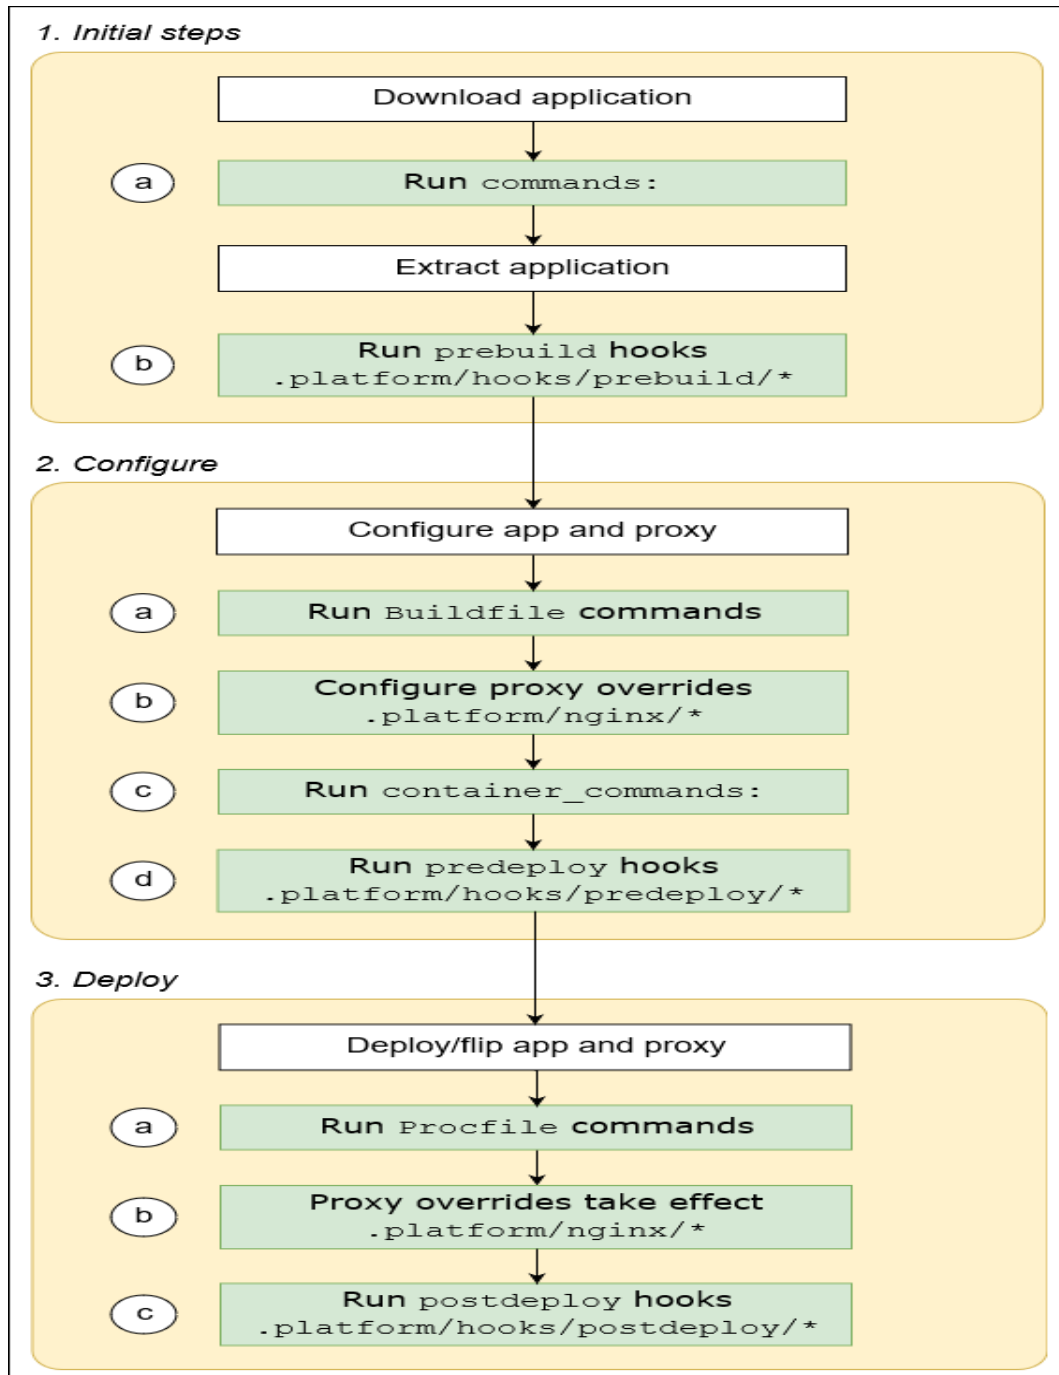 1. Initial steps
Download application
a
Run commands:
Extract application
b
Run prebuild hooks
.platform/hooks/prebuild/*
2. Configure
Configure app and proxy
a
Run Buildfile commands
b
Configure proxy overrides
.platform/nginx/*
c
Run container_commands:
d
Run predeploy hooks
.platform/hooks/predeploy/*
3. Deploy
Deploy/flip app and proxy
a
Run Procfile commands
b
Proxy overrides take effect
.platform/nginx/*
c
Run postdeploy hooks
.platform/hooks/postdeploy/*